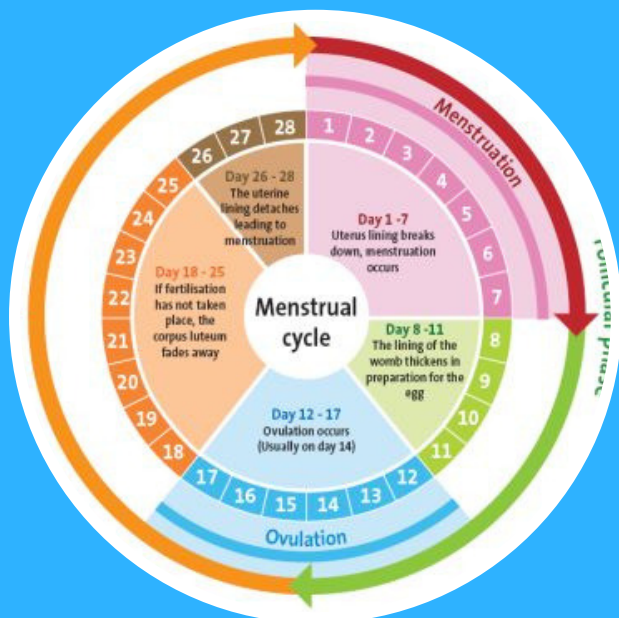 Menstrual
cycle
Menstruation
Day 1 -7
Uterus lining breaks
down, menstruation
occurs
1
2
3
4
5
6
7
Follicular phase
Day 8 -11
The lining of the
womb thickens in
preparation for the
egg
8
9
10
11
Day 12 - 17
Ovulation occurs
(Usually on day 14)
12
13
14
15
16
17
Ovulation
Day 18 - 25
If fertilisation
has not taken
place, the
corpus luteum
fades away
18
19
20
21
22
23
24
25
Day 26 - 28
The uterine
lining detaches
leading to
menstruation
26
27
28